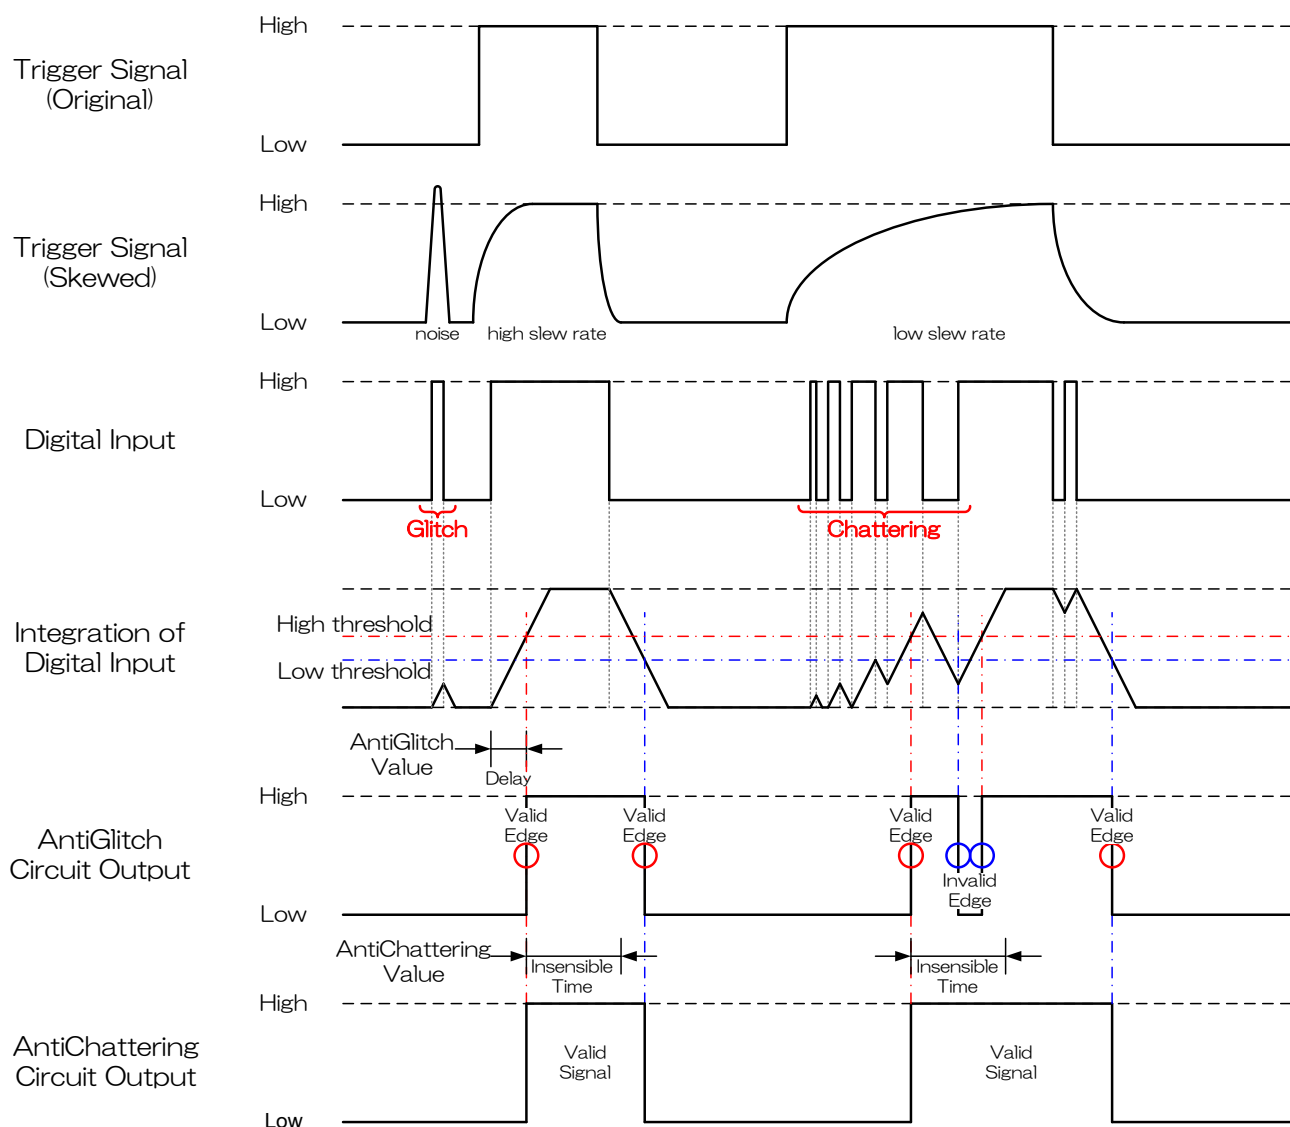 High
Trigger Signal
(Original)
Low
High
Trigger Signal
(Skewed)
Low
noise
high slew rate
low slew rate
High
Digital Input
Low
Glitch
Chattering
High threshold
Integration of
Digital Input
Low threshold
AntiGlitch
Value
Delay
High
Valid
Edge
Valid
Edge
Valid
Edge
Valid
Edge
AntiGlitch
Circuit Output
Invalid
Edge
Low
AntiChattering
Value
Insensible
Time
Insensible
Time
High
AntiChattering
Circuit Output
Valid
Signal
Valid
Signal
Low